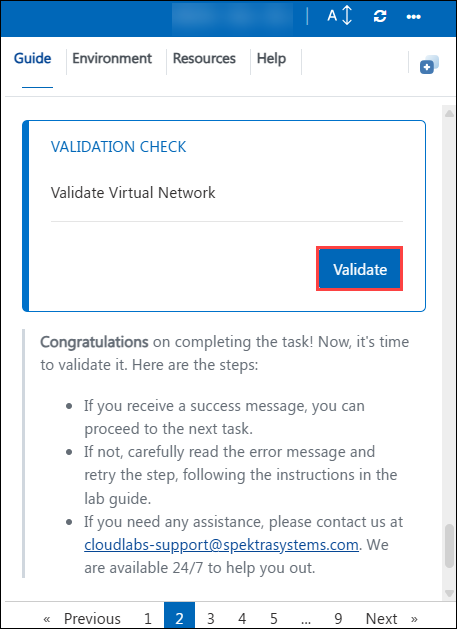 A
Guide Environment Resources Help
VALIDATION CHECK
Validate Virtual Network
Validate
Congratulations on completing the task! Now, it's time
to validate it. Here are the steps:
If you receive a success message, you can
proceed to the next task.
If not, carefully read the error message and
retry the step, following the instructions in the
lab guide.
If you need any assistance, please contact us at
cloudlabs-support@spektrasystems.com. We
are available 24/7 to help you out.
« Previous 1 2 3 4 5 ... 9 Next »